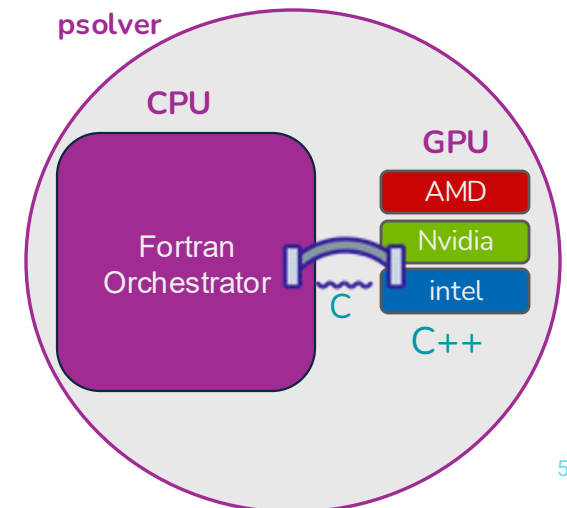 psolver
CPU
GPU
AMD
Nvidia
intel
Fortran
Orchestrator
C
C++
5